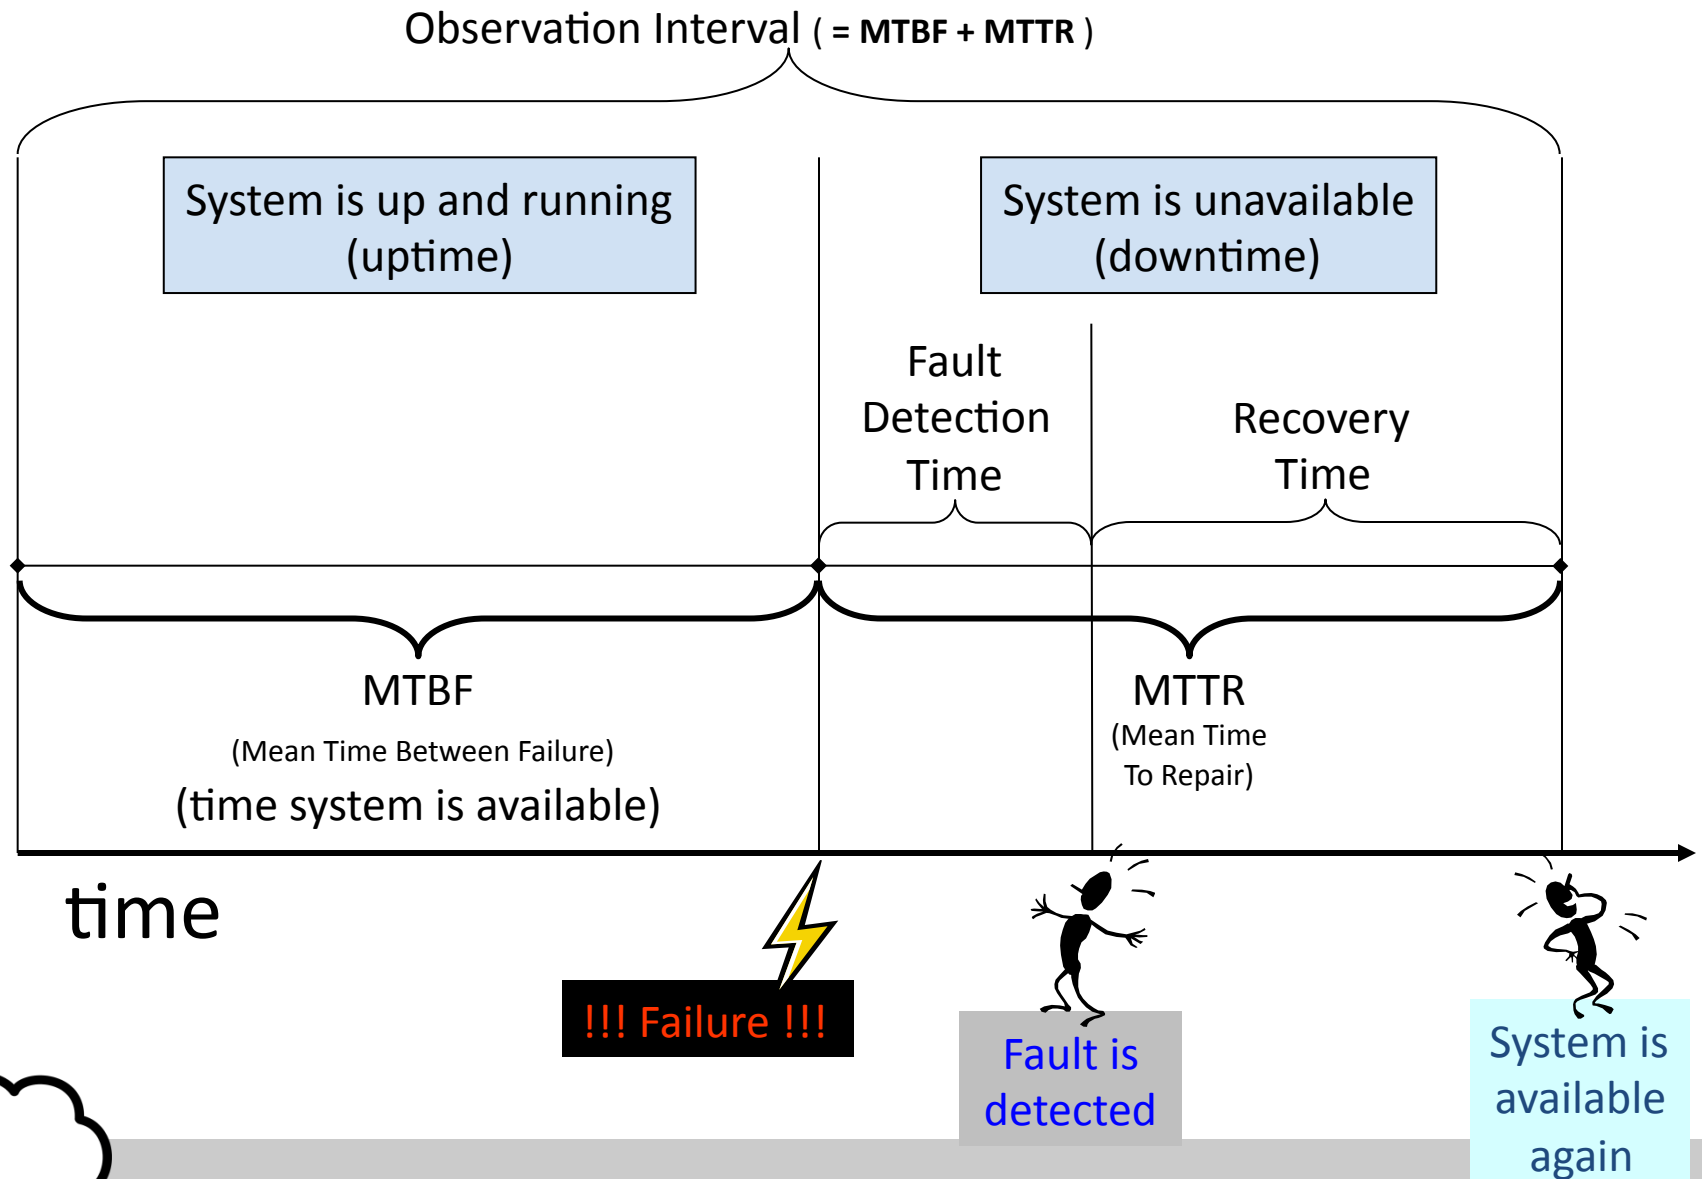 Observation Interval ( = MTBF + MTTR )
System is up and running
(uptime)
System is unavailable
(downtime)
Fault
Detection
Time
Recovery
Time
MTBF
(Mean Time Between Failure)
(time system is available)
MTTR
(Mean Time
To Repair)
time
!!! Failure !!!
Fault is
detected
System is
available
again